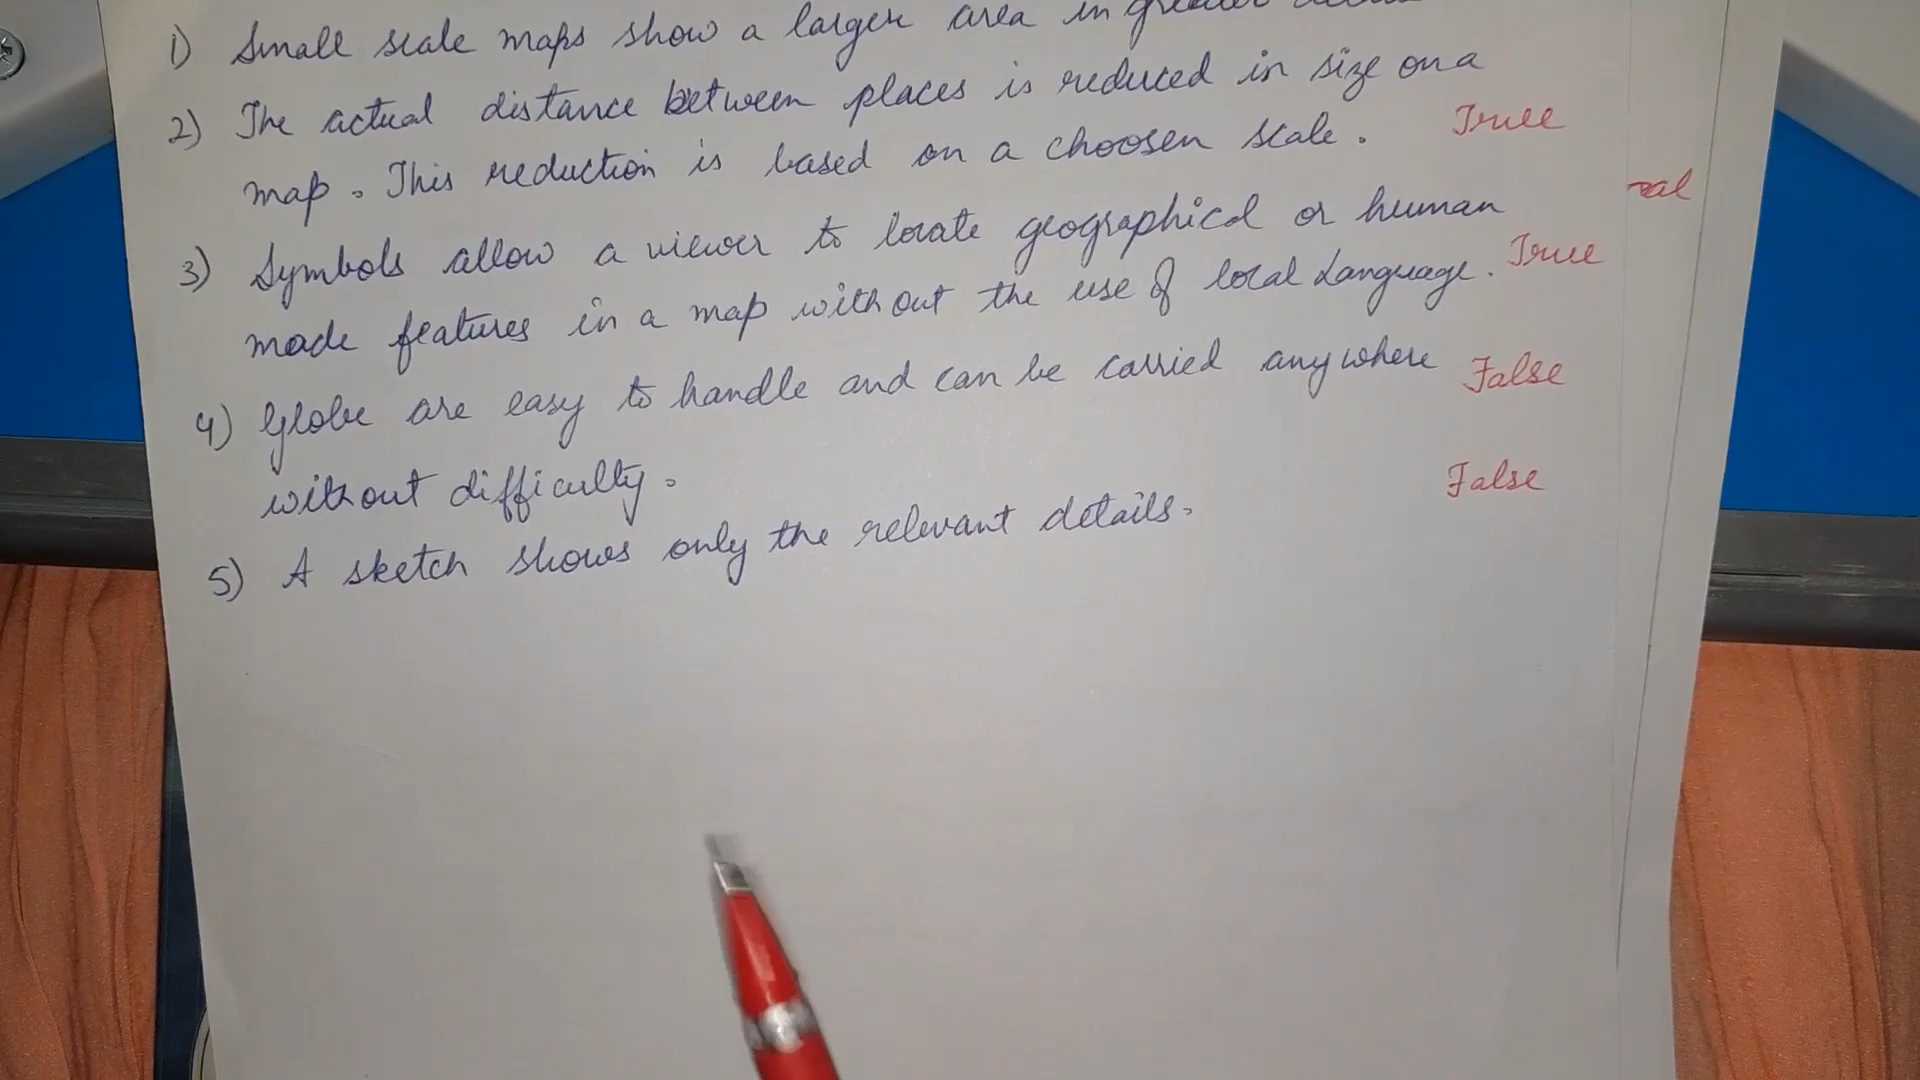 1) Small scale maps show a larger area in greater
2) The actual distance between places is reduced in size on a
map. This reduction is based on a choosen scale. True
3) Symbols allow a viewer to locate geographical or human
made features in a map without the use of local Language. True
4) Globe are easy to handle and can be carried anywhere False
without difficulty.
5) A sketch shows only the relevant details. False